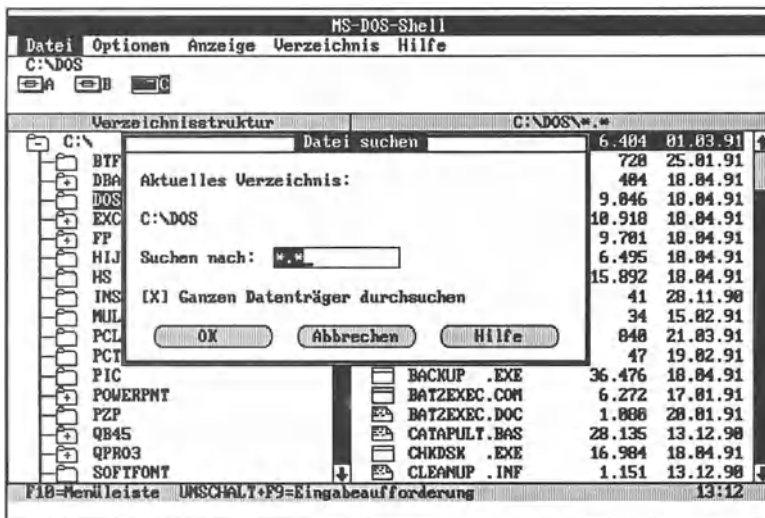 MS-DOS-Shell
Datei Optionen Anzeige Verzeichnis Hilfe
C:\DOS
A B C
Verzeichnisstruktur C:\DOS\*.*
C:\ 6.404 01.03.91
BTF 720 25.01.91
DBA 404 18.04.91
DOS 9.046 18.04.91
EXC 10.918 18.04.91
FP 9.701 18.04.91
HIJ 6.495 18.04.91
HS 15.892 18.04.91
INS 41 28.11.90
MUL 34 15.02.91
PCL 848 21.03.91
PCT 47 19.02.91
Datei suchen
Aktuelles Verzeichnis:
C:\DOS
Suchen nach: *.*
[X] Ganzen Datenträger durchsuchen
OK Abbrechen Hilfe
PIC BACKUP .EXE 36.476 18.04.91
POWERPNT BAT2EXEC.COM 6.272 17.01.91
PZP BAT2EXEC.DOC 1.008 20.01.91
QB45 CATAPULT.BAS 28.135 13.12.90
QPRO3 CHKDSK .EXE 16.984 18.04.91
SOFTFONT CLEANUP .INF 1.151 13.12.90
F10=Menüleiste UMSCHALT+F9=Eingabeaufforderung 13:12